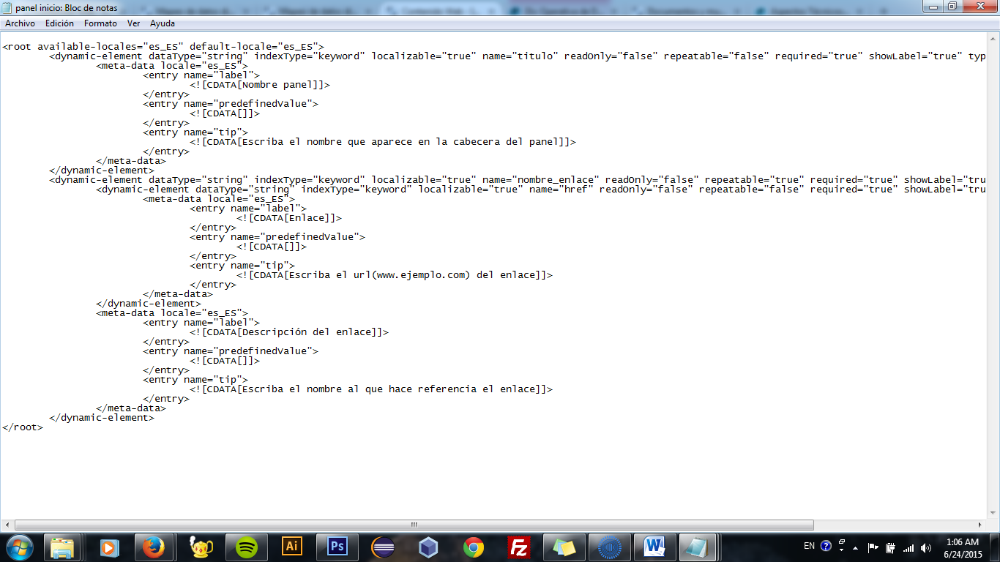 panel inicio: Bloc de notas
Archivo Edición Formato Ver Ayuda
<root available-locales="es_ES" default-locale="es_ES">
<dynamic-element dataType="string" indexType="keyword" localizable="true" name="titulo" readOnly="false" repeatable="false" required="true" showLabel="true" typ
<meta-data locale="es_ES">
<entry name="label">
<![CDATA[Nombre panel]]>
</entry>
<entry name="predefinedValue">
<![CDATA[]]>
</entry>
<entry name="tip">
<![CDATA[Escriba el nombre que aparece en la cabecera del panel]]>
</entry>
</meta-data>
</dynamic-element>
<dynamic-element dataType="string" indexType="keyword" localizable="true" name="nombre_enlace" readOnly="false" repeatable="true" required="true" showLabel="tru
<dynamic-element dataType="string" indexType="keyword" localizable="true" name="href" readOnly="false" repeatable="false" required="true" showLabel="tru
<meta-data locale="es_ES">
<entry name="label">
<![CDATA[Enlace]]>
</entry>
<entry name="predefinedValue">
<![CDATA[]]>
</entry>
<entry name="tip">
<![CDATA[Escriba el url(www.ejemplo.com) del enlace]]>
</entry>
</meta-data>
</dynamic-element>
<meta-data locale="es_ES">
<entry name="label">
<![CDATA[Descripción del enlace]]>
</entry>
<entry name="predefinedValue">
<![CDATA[]]>
</entry>
<entry name="tip">
<![CDATA[Escriba el nombre al que hace referencia el enlace]]>
</entry>
</meta-data>
</dynamic-element>
</root>
Ai
Ps
Fz
W
EN
1:06 AM
6/24/2015